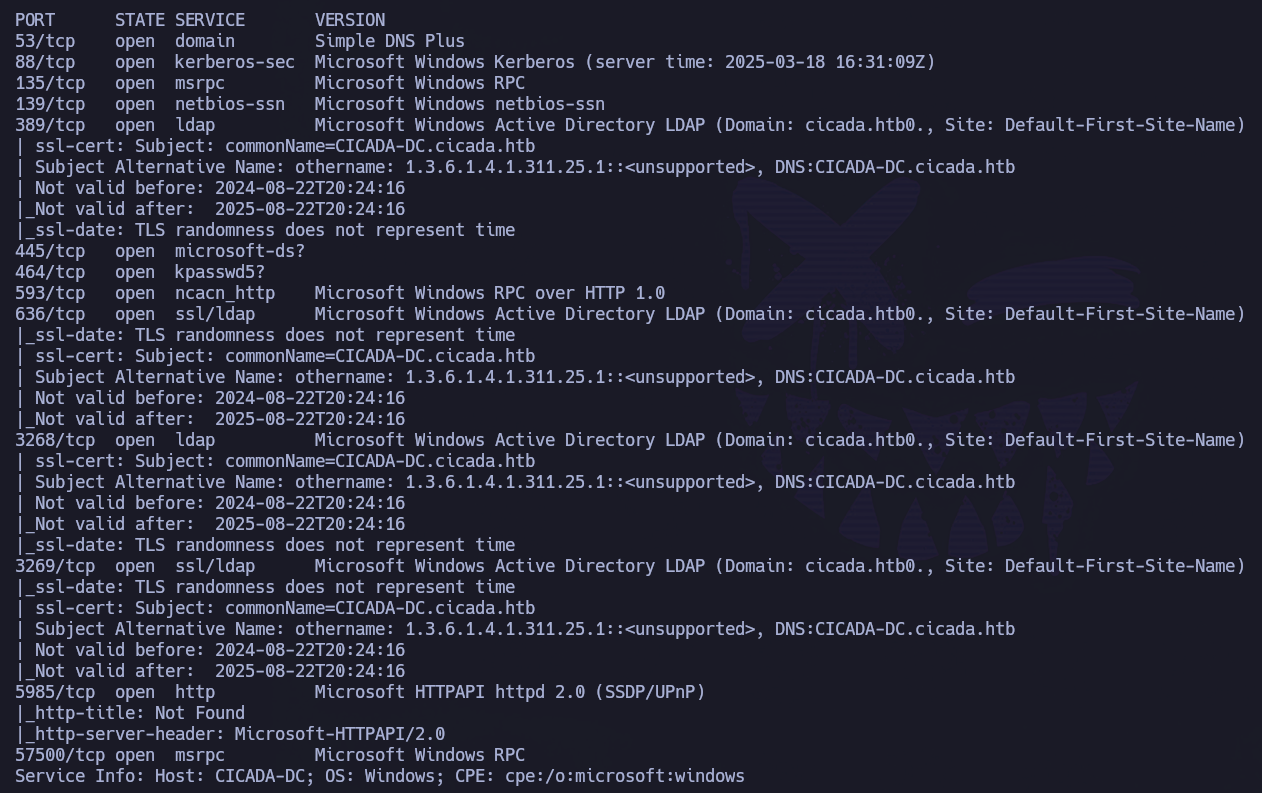 PORT      STATE SERVICE       VERSION
53/tcp    open  domain        Simple DNS Plus
88/tcp    open  kerberos-sec  Microsoft Windows Kerberos (server time: 2025-03-18 16:31:09Z)
135/tcp   open  msrpc         Microsoft Windows RPC
139/tcp   open  netbios-ssn   Microsoft Windows netbios-ssn
389/tcp   open  ldap          Microsoft Windows Active Directory LDAP (Domain: cicada.htb0., Site: Default-First-Site-Name)
| ssl-cert: Subject: commonName=CICADA-DC.cicada.htb
| Subject Alternative Name: othername: 1.3.6.1.4.1.311.25.1::<unsupported>, DNS:CICADA-DC.cicada.htb
| Not valid before: 2024-08-22T20:24:16
|_Not valid after:  2025-08-22T20:24:16
|_ssl-date: TLS randomness does not represent time
445/tcp   open  microsoft-ds?
464/tcp   open  kpasswd5?
593/tcp   open  ncacn_http    Microsoft Windows RPC over HTTP 1.0
636/tcp   open  ssl/ldap      Microsoft Windows Active Directory LDAP (Domain: cicada.htb0., Site: Default-First-Site-Name)
|_ssl-date: TLS randomness does not represent time
| ssl-cert: Subject: commonName=CICADA-DC.cicada.htb
| Subject Alternative Name: othername: 1.3.6.1.4.1.311.25.1::<unsupported>, DNS:CICADA-DC.cicada.htb
| Not valid before: 2024-08-22T20:24:16
|_Not valid after:  2025-08-22T20:24:16
3268/tcp  open  ldap          Microsoft Windows Active Directory LDAP (Domain: cicada.htb0., Site: Default-First-Site-Name)
| ssl-cert: Subject: commonName=CICADA-DC.cicada.htb
| Subject Alternative Name: othername: 1.3.6.1.4.1.311.25.1::<unsupported>, DNS:CICADA-DC.cicada.htb
| Not valid before: 2024-08-22T20:24:16
|_Not valid after:  2025-08-22T20:24:16
|_ssl-date: TLS randomness does not represent time
3269/tcp  open  ssl/ldap      Microsoft Windows Active Directory LDAP (Domain: cicada.htb0., Site: Default-First-Site-Name)
|_ssl-date: TLS randomness does not represent time
| ssl-cert: Subject: commonName=CICADA-DC.cicada.htb
| Subject Alternative Name: othername: 1.3.6.1.4.1.311.25.1::<unsupported>, DNS:CICADA-DC.cicada.htb
| Not valid before: 2024-08-22T20:24:16
|_Not valid after:  2025-08-22T20:24:16
5985/tcp  open  http          Microsoft HTTPAPI httpd 2.0 (SSDP/UPnP)
|_http-title: Not Found
|_http-server-header: Microsoft-HTTPAPI/2.0
57500/tcp open  msrpc         Microsoft Windows RPC
Service Info: Host: CICADA-DC; OS: Windows; CPE: cpe:/o:microsoft:windows